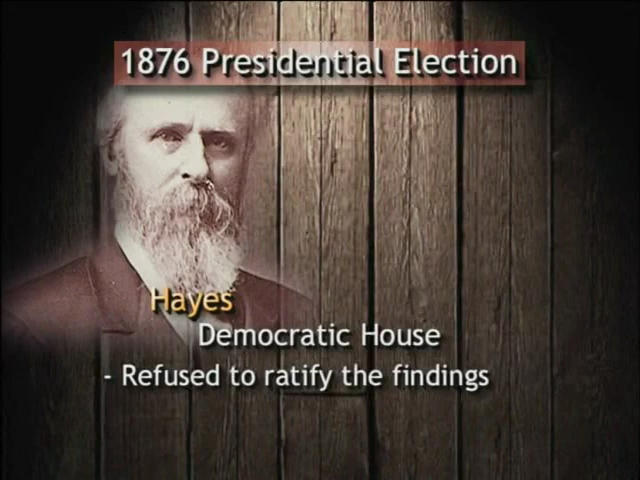 1876 Presidential Election
Hayes
Democratic House
- Refused to ratify the findings